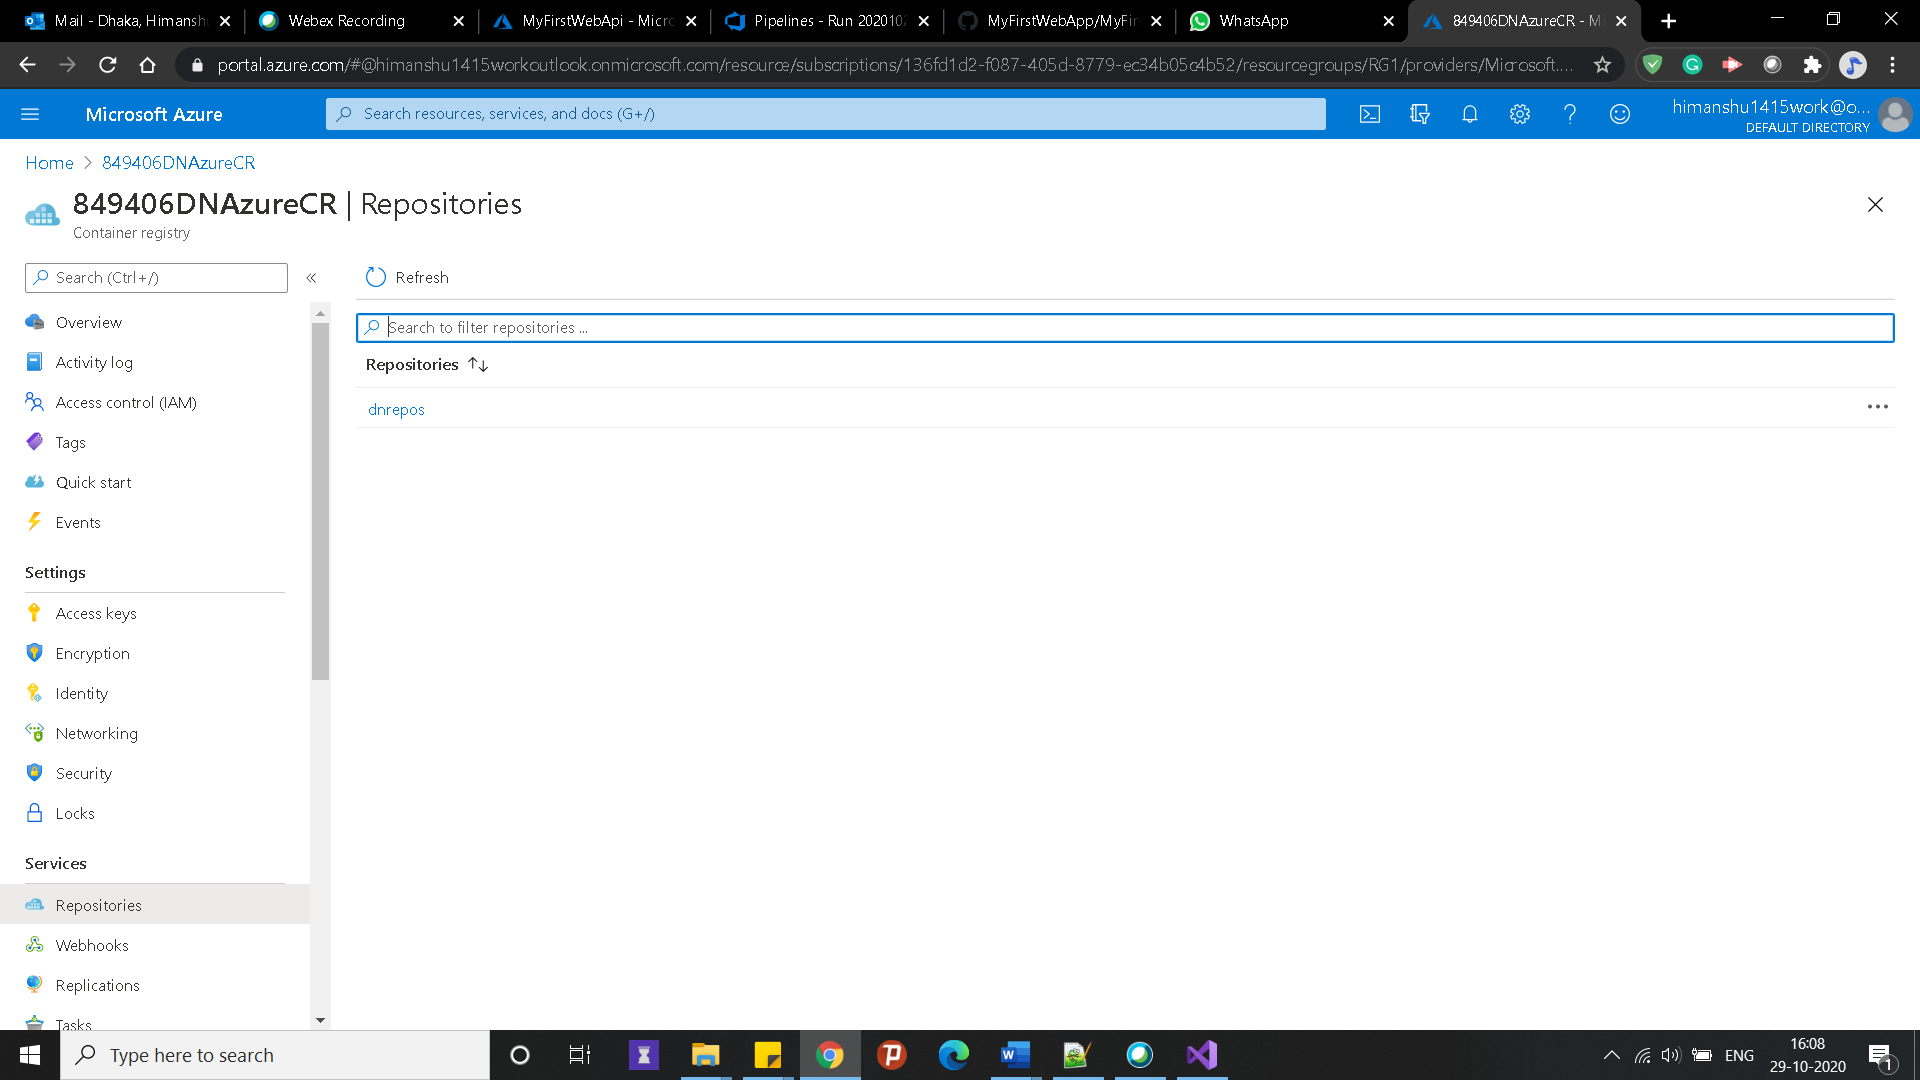 Mail - Dhaka, Himansh
Webex Recording
MyFirstWebApi - Micro
Pipelines - Run 2020102
MyFirstWebApp/MyFir
WhatsApp
849406DNAzureCR - M
portal.azure.com/#@himanshu1415workoutlook.onmicrosoft.com/resource/subscriptions/136fd1d2-f087-405d-8779-ec34b05c4b52/resourcegroups/RG1/providers/Microsoft....
Microsoft Azure
Search resources, services, and docs (G+/)
himanshu1415work@o...
DEFAULT DIRECTORY
Home > 849406DNAzureCR
849406DNAzureCR | Repositories
Container registry
Search (Ctrl+/)
«
Refresh
Search to filter repositories ...
Repositories ↑↓
dnrepos
Overview
Activity log
Access control (IAM)
Tags
Quick start
Events
Settings
Access keys
Encryption
Identity
Networking
Security
Locks
Services
Repositories
Webhooks
Replications
Tasks
Type here to search
ENG
16:08
29-10-2020
1